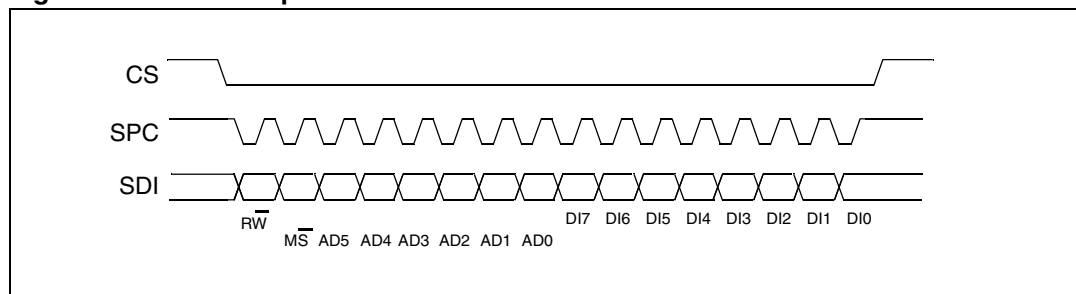 CS
SPC
SDI
RW̅ DI7 DI6 DI5 DI4 DI3 DI2 DI1 DI0
MS̅ AD5 AD4 AD3 AD2 AD1 AD0